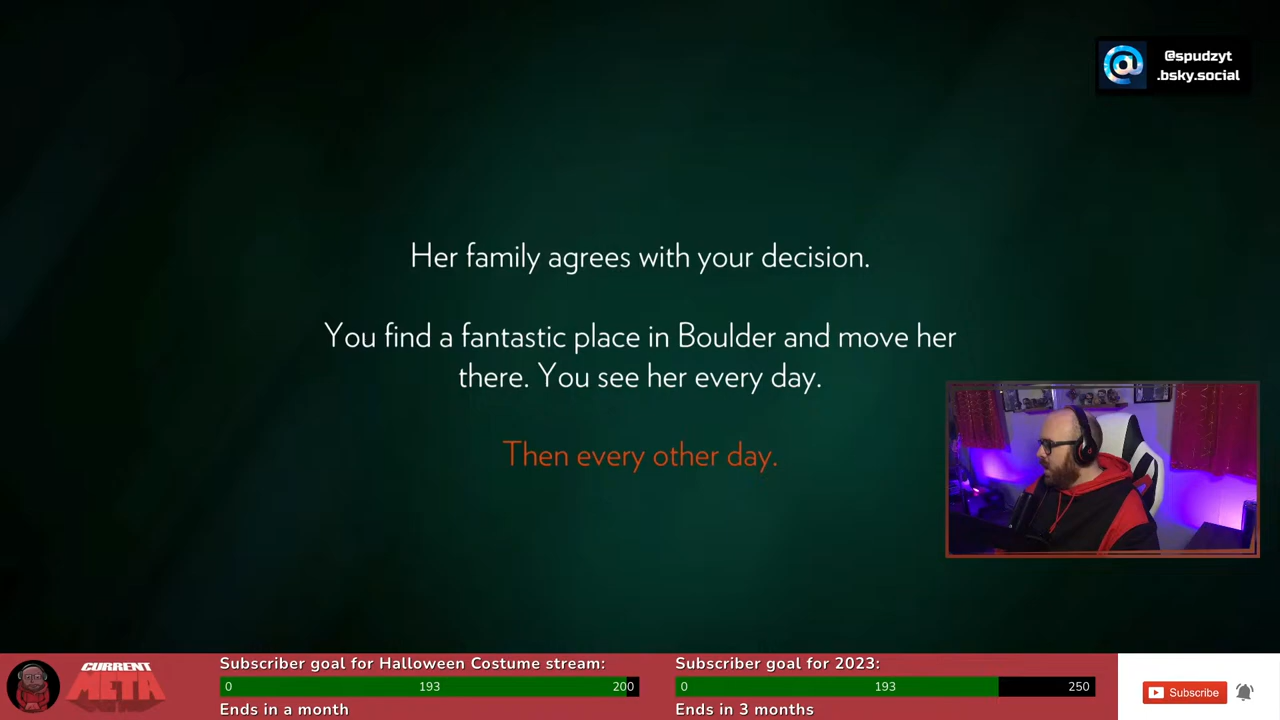 @spudzyt
.bsky.social
Her family agrees with your decision.
You find a fantastic place in Boulder and move her
there. You see her every day.
Then every other day.
CURRENT
META
Subscriber goal for Halloween Costume stream:
0 193 200
Ends in a month
Subscriber goal for 2023:
0 193 250
Ends in 3 months
Subscribe